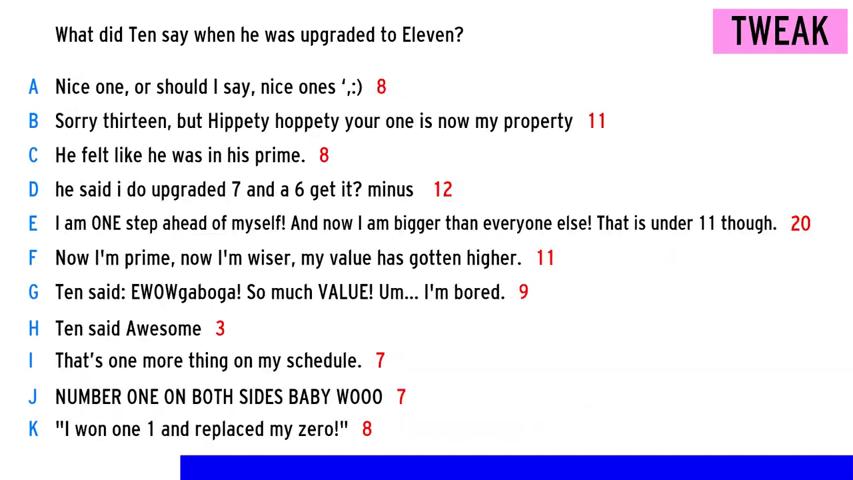 What did Ten say when he was upgraded to Eleven?
TWEAK
A Nice one, or should I say, nice ones ‘,:) 8
B Sorry thirteen, but Hippety hoppety your one is now my property 11
C He felt like he was in his prime. 8
D he said i do upgraded 7 and a 6 get it? minus 12
E I am ONE step ahead of myself! And now I am bigger than everyone else! That is under 11 though. 20
F Now I'm prime, now I'm wiser, my value has gotten higher. 11
G Ten said: EWOWgaboga! So much VALUE! Um... I'm bored. 9
H Ten said Awesome 3
I That’s one more thing on my schedule. 7
J NUMBER ONE ON BOTH SIDES BABY WOOO 7
K "I won one 1 and replaced my zero!" 8